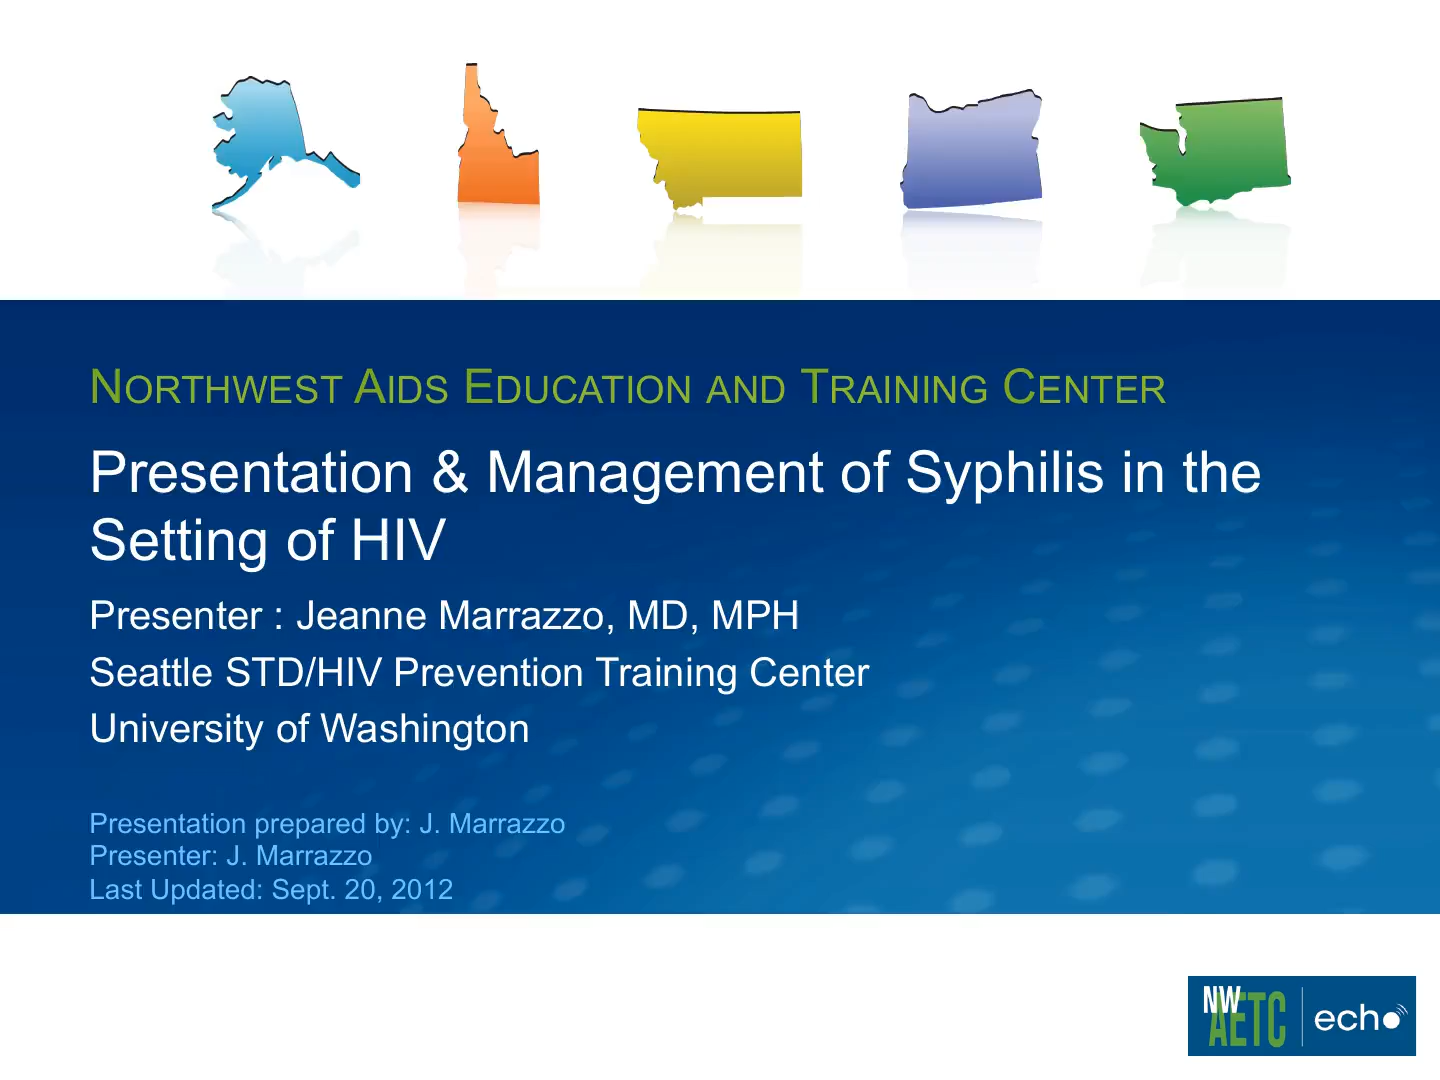 NORTHWEST AIDS EDUCATION AND TRAINING CENTER
Presentation & Management of Syphilis in the
Setting of HIV
Presenter : Jeanne Marrazzo, MD, MPH
Seattle STD/HIV Prevention Training Center
University of Washington
Presentation prepared by: J. Marrazzo
Presenter: J. Marrazzo
Last Updated: Sept. 20, 2012
NW
AETC
echo